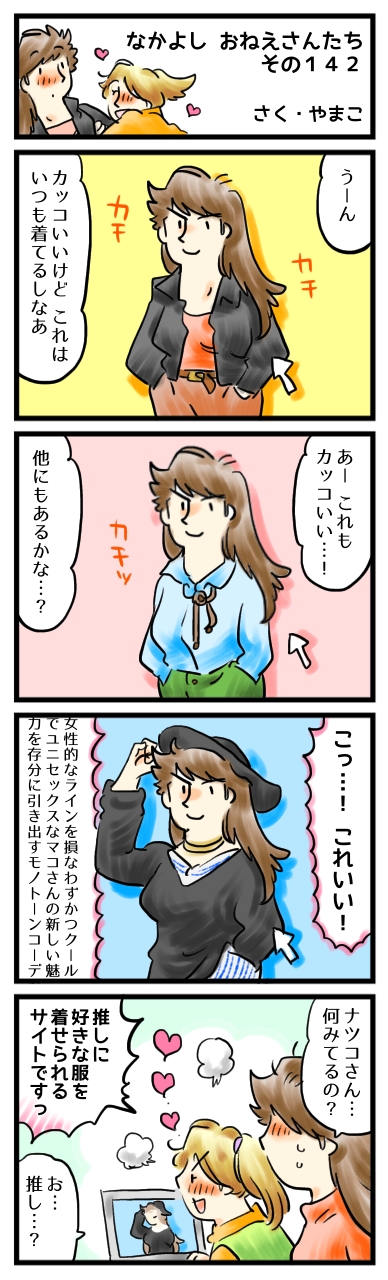 なかよし おねえさんたち
その１４２
さく・やまこ
うーん
カッコいいけど これは
いつも着てるしなあ
カチ
カチ
あー これも
カッコいい…！
他にもあるかな…？
カチッ
こっ…！ これいい！
女性的なラインを損なわずかつクール
でユニセックスなマコさんの新しい魅
力を存分に引き出すモノトーンコーデ
ナツコさん…
何みてるの？
推しに
好きな服を
着せられる
サイトですっ
お…
推し…？